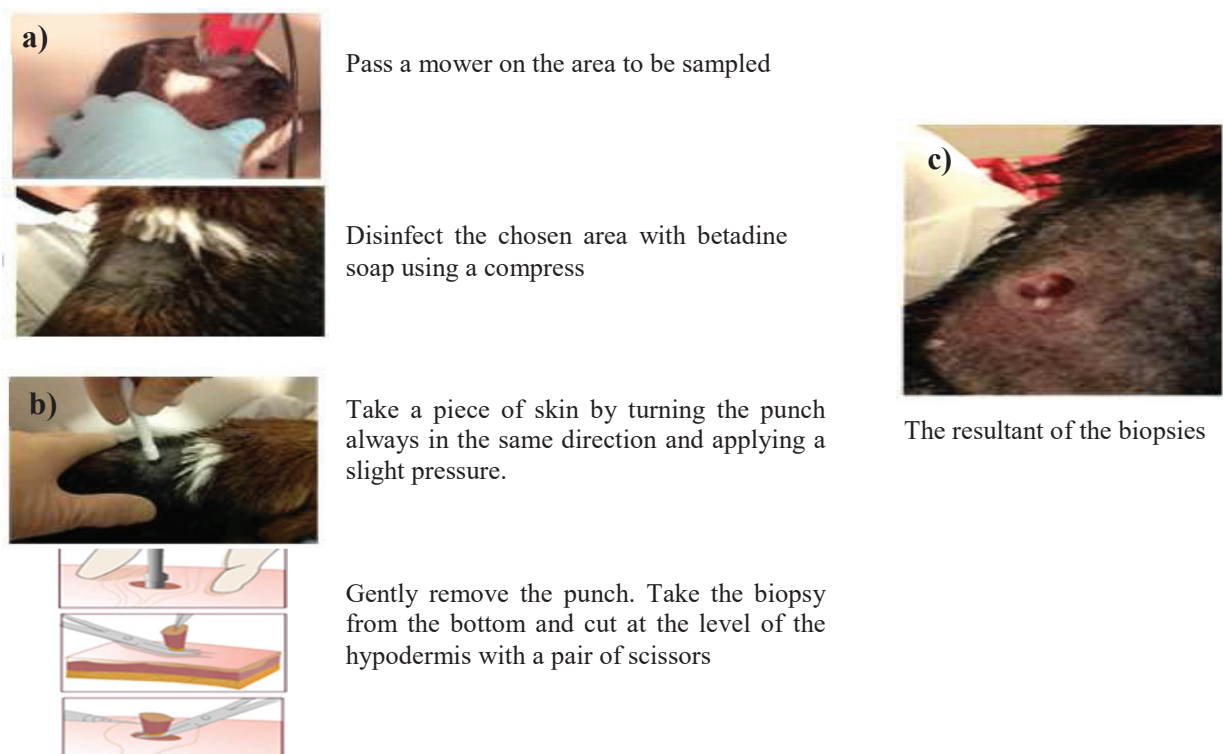 a)
Pass a mower on the area to be sampled
Disinfect the chosen area with betadine
soap using a compress
b)
Take a piece of skin by turning the punch
always in the same direction and applying a
slight pressure.
Gently remove the punch. Take the biopsy
from the bottom and cut at the level of the
hypodermis with a pair of scissors
c)
The resultant of the biopsies